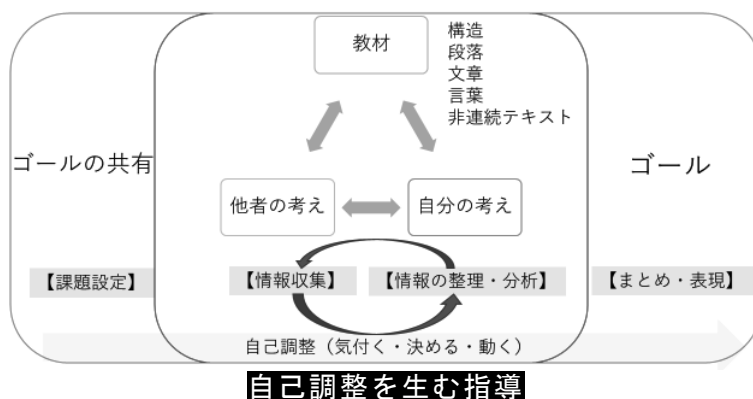 教材
構造
段落
文章
言葉
非連続テキスト
ゴールの共有
ゴール
他者の考え
自分の考え
【課題設定】
【情報収集】
【情報の整理・分析】
【まとめ・表現】
自己調整（気付く・決める・動く）
自己調整を生む指導